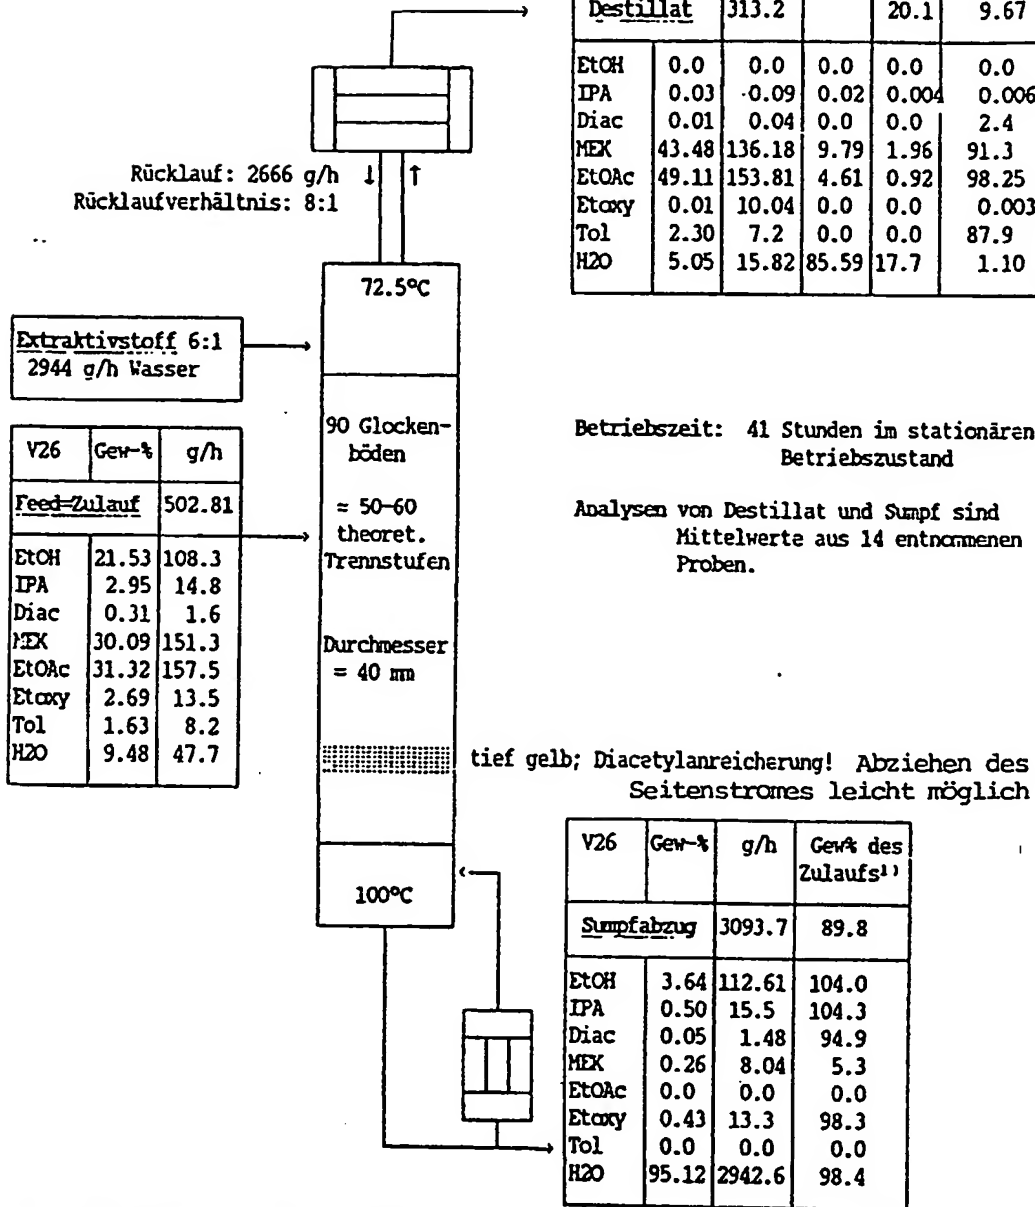 Destillat 313.2 20.1 9.67
EtOH 0.0 0.0 0.0 0.0 0.0
IPA 0.03 0.09 0.02 0.004 0.006
Diac 0.01 0.04 0.0 0.0 2.4
MEK 43.48 136.18 9.79 1.96 91.3
EtOAc 49.11 153.81 4.61 0.92 98.25
Etoxy 0.01 10.04 0.0 0.0 0.003
Tol 2.30 7.2 0.0 0.0 87.9
H2O 5.05 15.82 85.59 17.7 1.10
Rücklauf: 2666 g/h ↓ ↑
Rücklaufverhältnis: 8:1
72.5°C
Extraktivstoff 6:1
2944 g/h Wasser
V26 Gew-% g/h
Feed=Zulauf 502.81
EtOH 21.53 108.3
IPA 2.95 14.8
Diac 0.31 1.6
MEK 30.09 151.3
EtOAc 31.32 157.5
Etoxy 2.69 13.5
Tol 1.63 8.2
H2O 9.48 47.7
90 Glocken-
böden
≈ 50-60
theoret.
Trennstufen
Durchmesser
= 40 mm
Betriebszeit: 41 Stunden im stationären
Betriebszustand
Analysen von Destillat und Sumpf sind
Mittelwerte aus 14 entnommenen
Proben.
tief gelb; Diacetylanreicherung! Abziehen des
Seitenstromes leicht möglich
100°C
V26 Gew-% g/h Gew% des
Zulaufs¹⁾
Sumpfabzug 3093.7 89.8
EtOH 3.64 112.61 104.0
IPA 0.50 15.5 104.3
Diac 0.05 1.48 94.9
MEK 0.26 8.04 5.3
EtOAc 0.0 0.0 0.0
Etoxy 0.43 13.3 98.3
Tol 0.0 0.0 0.0
H2O 95.12 2942.6 98.4